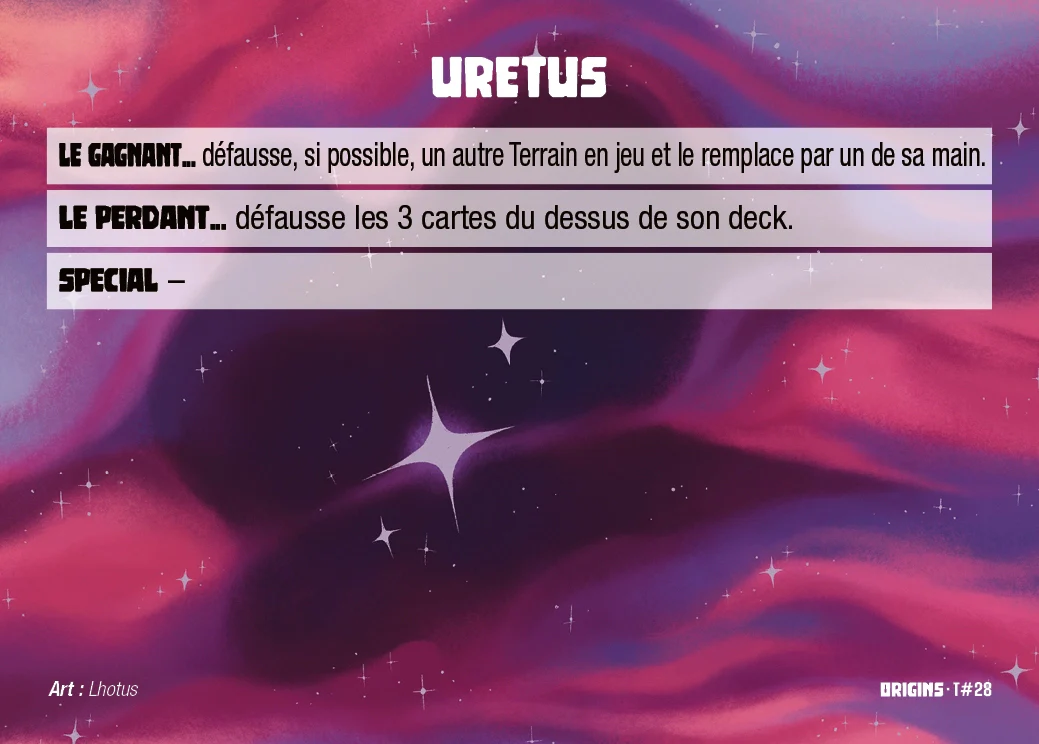 URETUS
LE GAGNANT... défausse, si possible, un autre Terrain en jeu et le remplace par un de sa main.
LE PERDANT... défausse les 3 cartes du dessus de son deck.
SPECIAL –
Art : Lhotus
ORIGINS · T#28